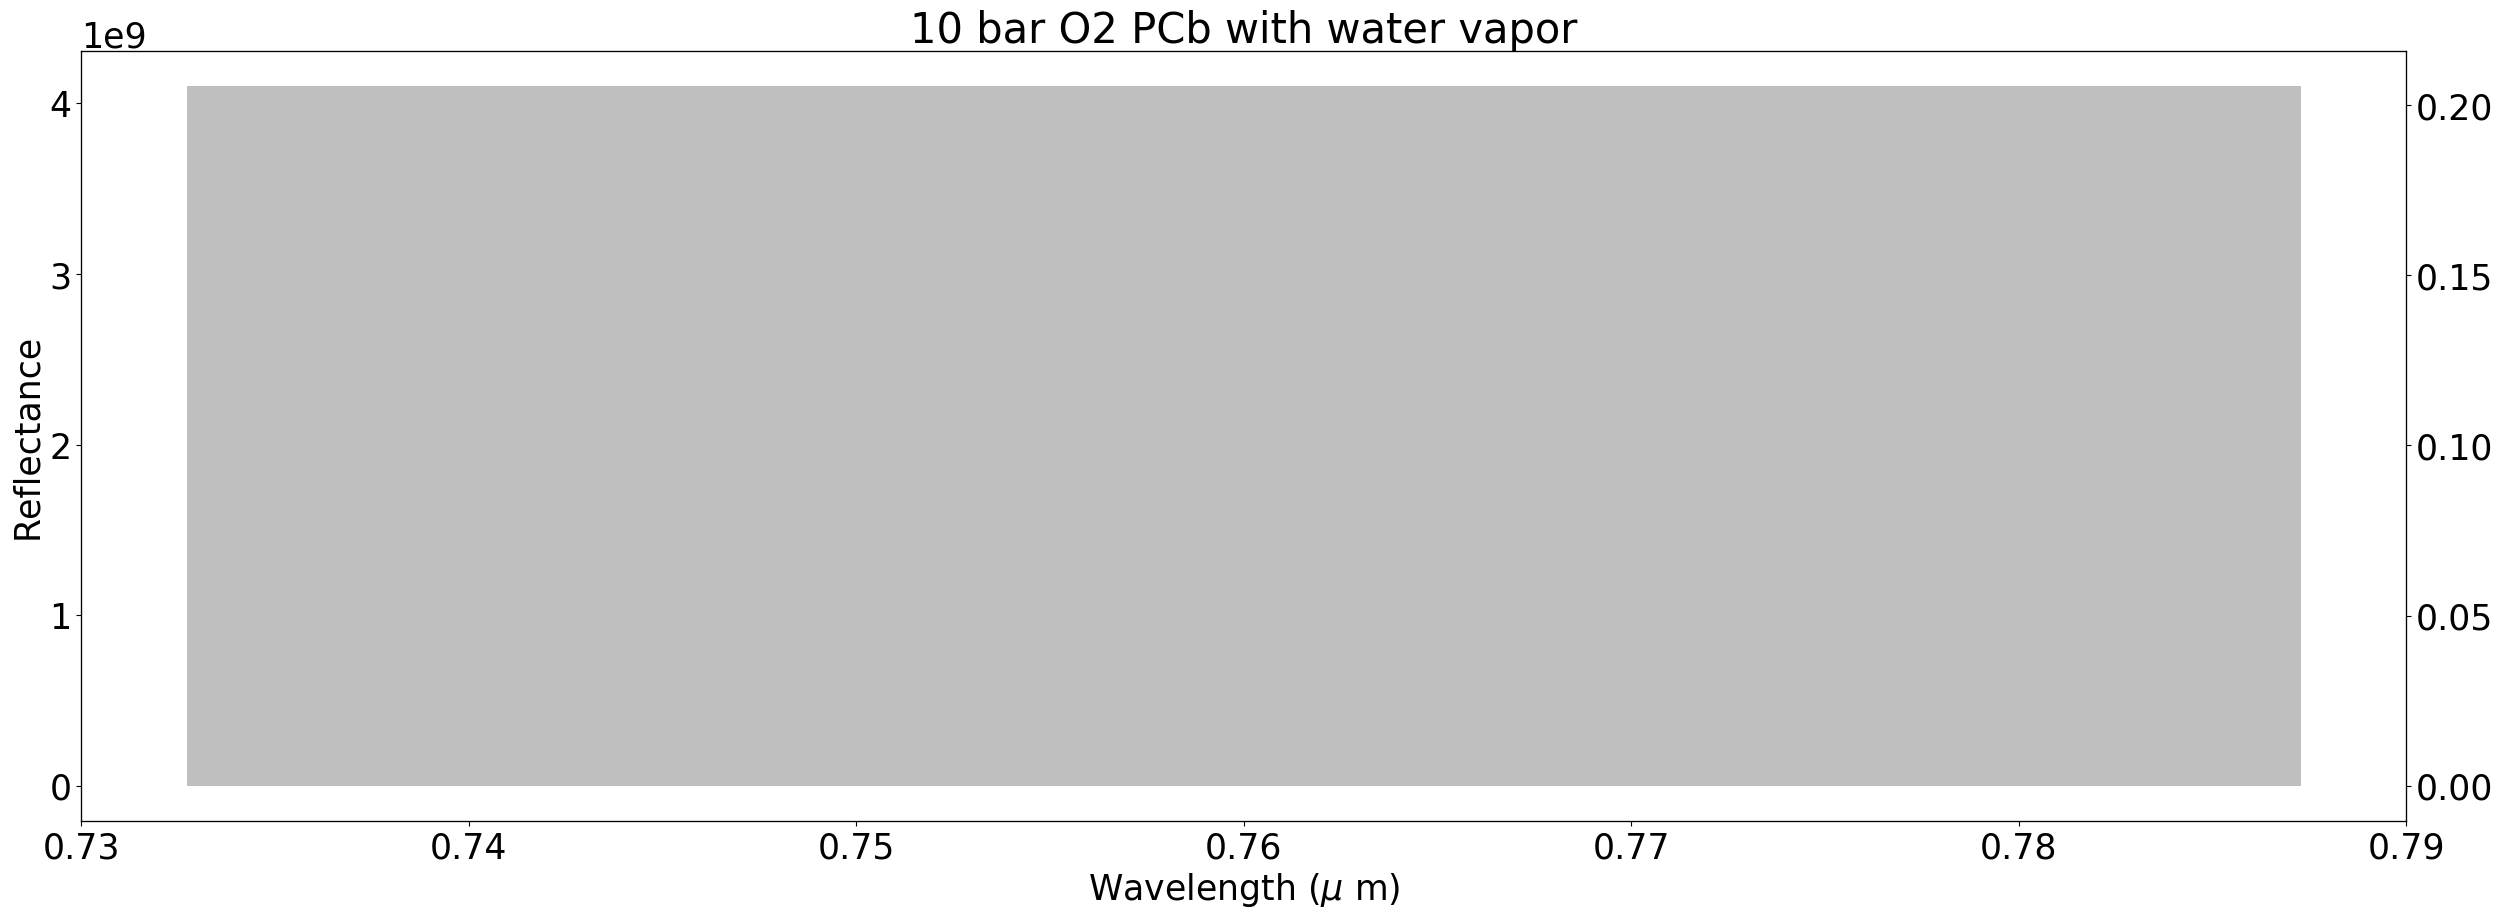 10 bar O2 PCb with water vapor
1e9
4
3
2
1
0
Reflectance
0.20
0.15
0.10
0.05
0.00
0.73 0.74 0.75 0.76 0.77 0.78 0.79
Wavelength (μ m)